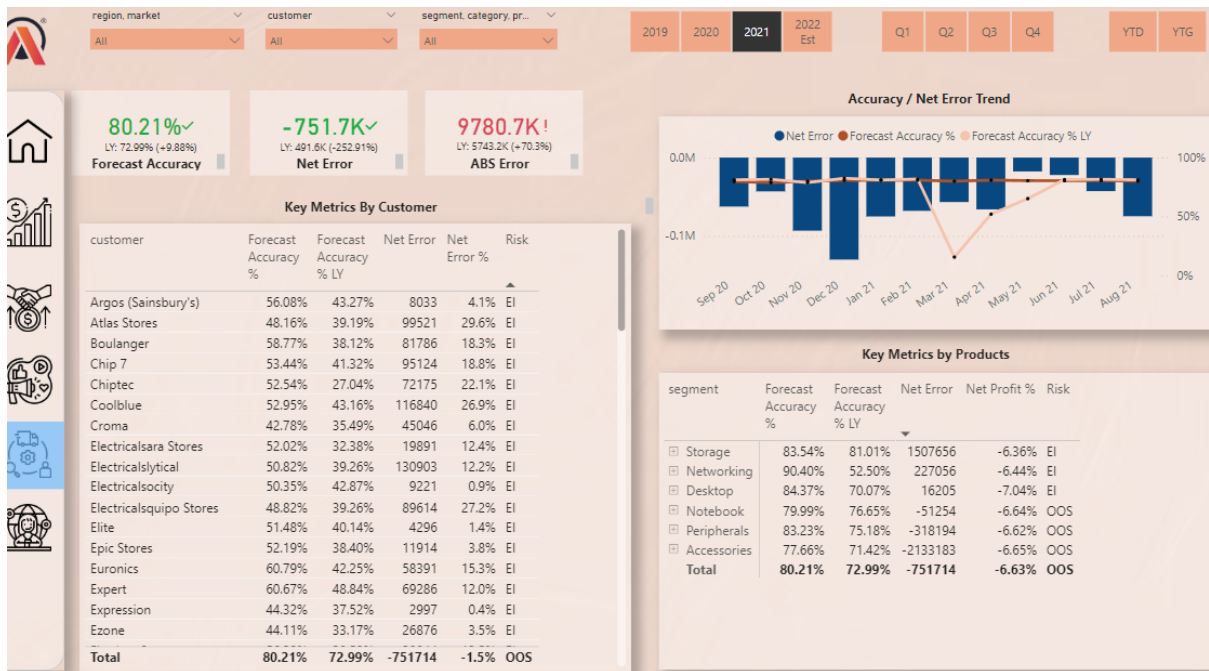 region, market
customer
segment, category, pr...
All
All
All
2019
2020
2021
2022 Est
Q1
Q2
Q3
Q4
YTD
YTG
80.21%
LY: 72.99% (+9.88%)
Forecast Accuracy
-751.7K
LY: 491.6K (-252.91%)
Net Error
9780.7K!
LY: 5743.2K (+70.3%)
ABS Error
Accuracy / Net Error Trend
Net Error Forecast Accuracy % Forecast Accuracy % LY
0.0M
-0.1M
100%
50%
0%
Sep 20 Oct 20 Nov 20 Dec 20 Jan 21 Feb 21 Mar 21 Apr 21 May 21 Jun 21 Jul 21 Aug 21
Key Metrics By Customer
customer Forecast Accuracy % Forecast Accuracy % LY Net Error Net Error % Risk
Argos (Sainsbury's) 56.08% 43.27% 8033 4.1% EI
Atlas Stores 48.16% 39.19% 99521 29.6% EI
Boulanger 58.77% 38.12% 81786 18.3% EI
Chip 7 53.44% 41.32% 95124 18.8% EI
Chiptec 52.54% 27.04% 72175 22.1% EI
Coolblue 52.95% 43.16% 116840 26.9% EI
Croma 42.78% 35.49% 45046 6.0% EI
Electricalsara Stores 52.02% 32.38% 19891 12.4% EI
Electricalslytical 50.82% 39.26% 130903 12.2% EI
Electricalsocity 50.35% 42.87% 9221 0.9% EI
Electricalsquipo Stores 48.82% 39.26% 89614 27.2% EI
Elite 51.48% 40.14% 4296 1.4% EI
Epic Stores 52.19% 38.40% 11914 3.8% EI
Euronics 60.79% 42.25% 58391 15.3% EI
Expert 60.67% 48.84% 69286 12.0% EI
Expression 44.32% 37.52% 2997 0.4% EI
Ezone 44.11% 33.17% 26876 3.5% EI
Total 80.21% 72.99% -751714 -1.5% OOS
Key Metrics by Products
segment Forecast Accuracy % Forecast Accuracy % LY Net Error Net Profit % Risk
Storage 83.54% 81.01% 1507656 -6.36% EI
Networking 90.40% 52.50% 227056 -6.44% EI
Desktop 84.37% 70.07% 16205 -7.04% EI
Notebook 79.99% 76.65% -51254 -6.64% OOS
Peripherals 83.23% 75.18% -318194 -6.62% OOS
Accessories 77.66% 71.42% -2133183 -6.65% OOS
Total 80.21% 72.99% -751714 -6.63% OOS